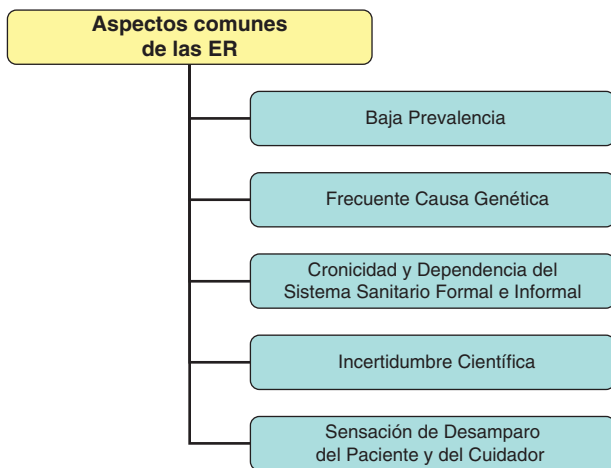 Aspectos comunes
de las ER
Baja Prevalencia
Frecuente Causa Genética
Cronicidad y Dependencia del
Sistema Sanitario Formal e Informal
Incertidumbre Científica
Sensación de Desamparo
del Paciente y del Cuidador